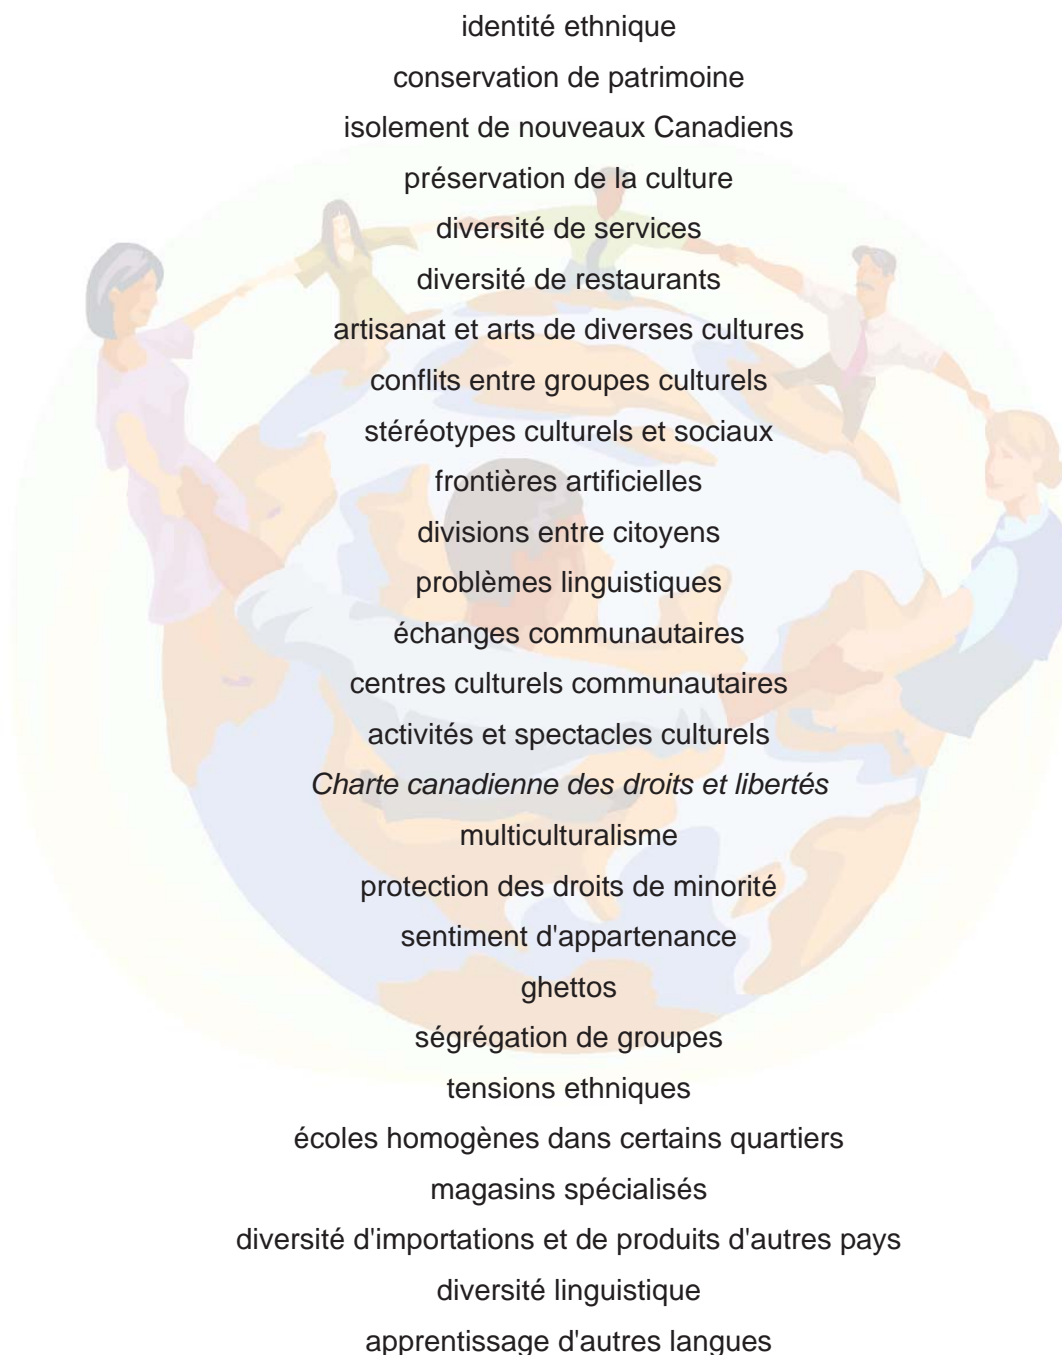 identité ethnique
conservation de patrimoine
isolement de nouveaux Canadiens
préservation de la culture
diversité de services
diversité de restaurants
artisanat et arts de diverses cultures
conflits entre groupes culturels
stéréotypes culturels et sociaux
frontières artificielles
divisions entre citoyens
problèmes linguistiques
échanges communautaires
centres culturels communautaires
activités et spectacles culturels
Charte canadienne des droits et libertés
multiculturalisme
protection des droits de minorité
sentiment d'appartenance
ghettos
ségrégation de groupes
tensions ethniques
écoles homogènes dans certains quartiers
magasins spécialisés
diversité d'importations et de produits d'autres pays
diversité linguistique
apprentissage d'autres langues